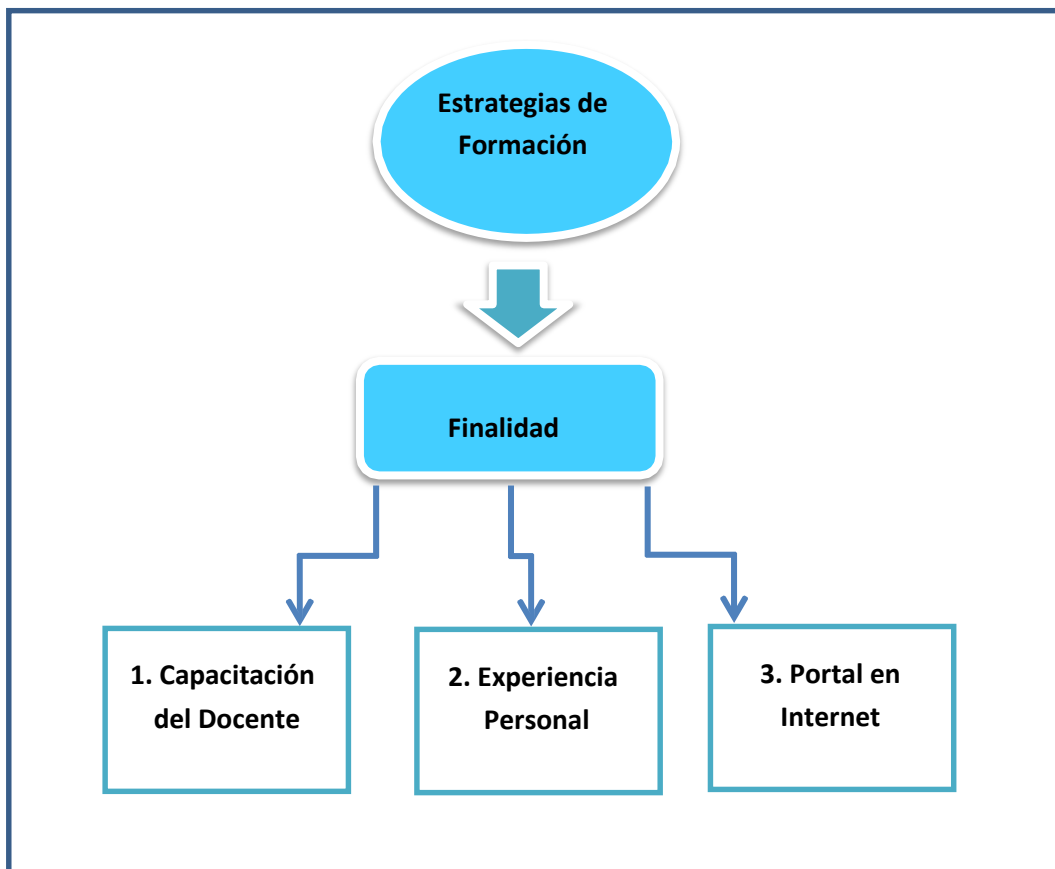 Estrategias de
Formación
Finalidad
1. Capacitación
del Docente
2. Experiencia
Personal
3. Portal en
Internet